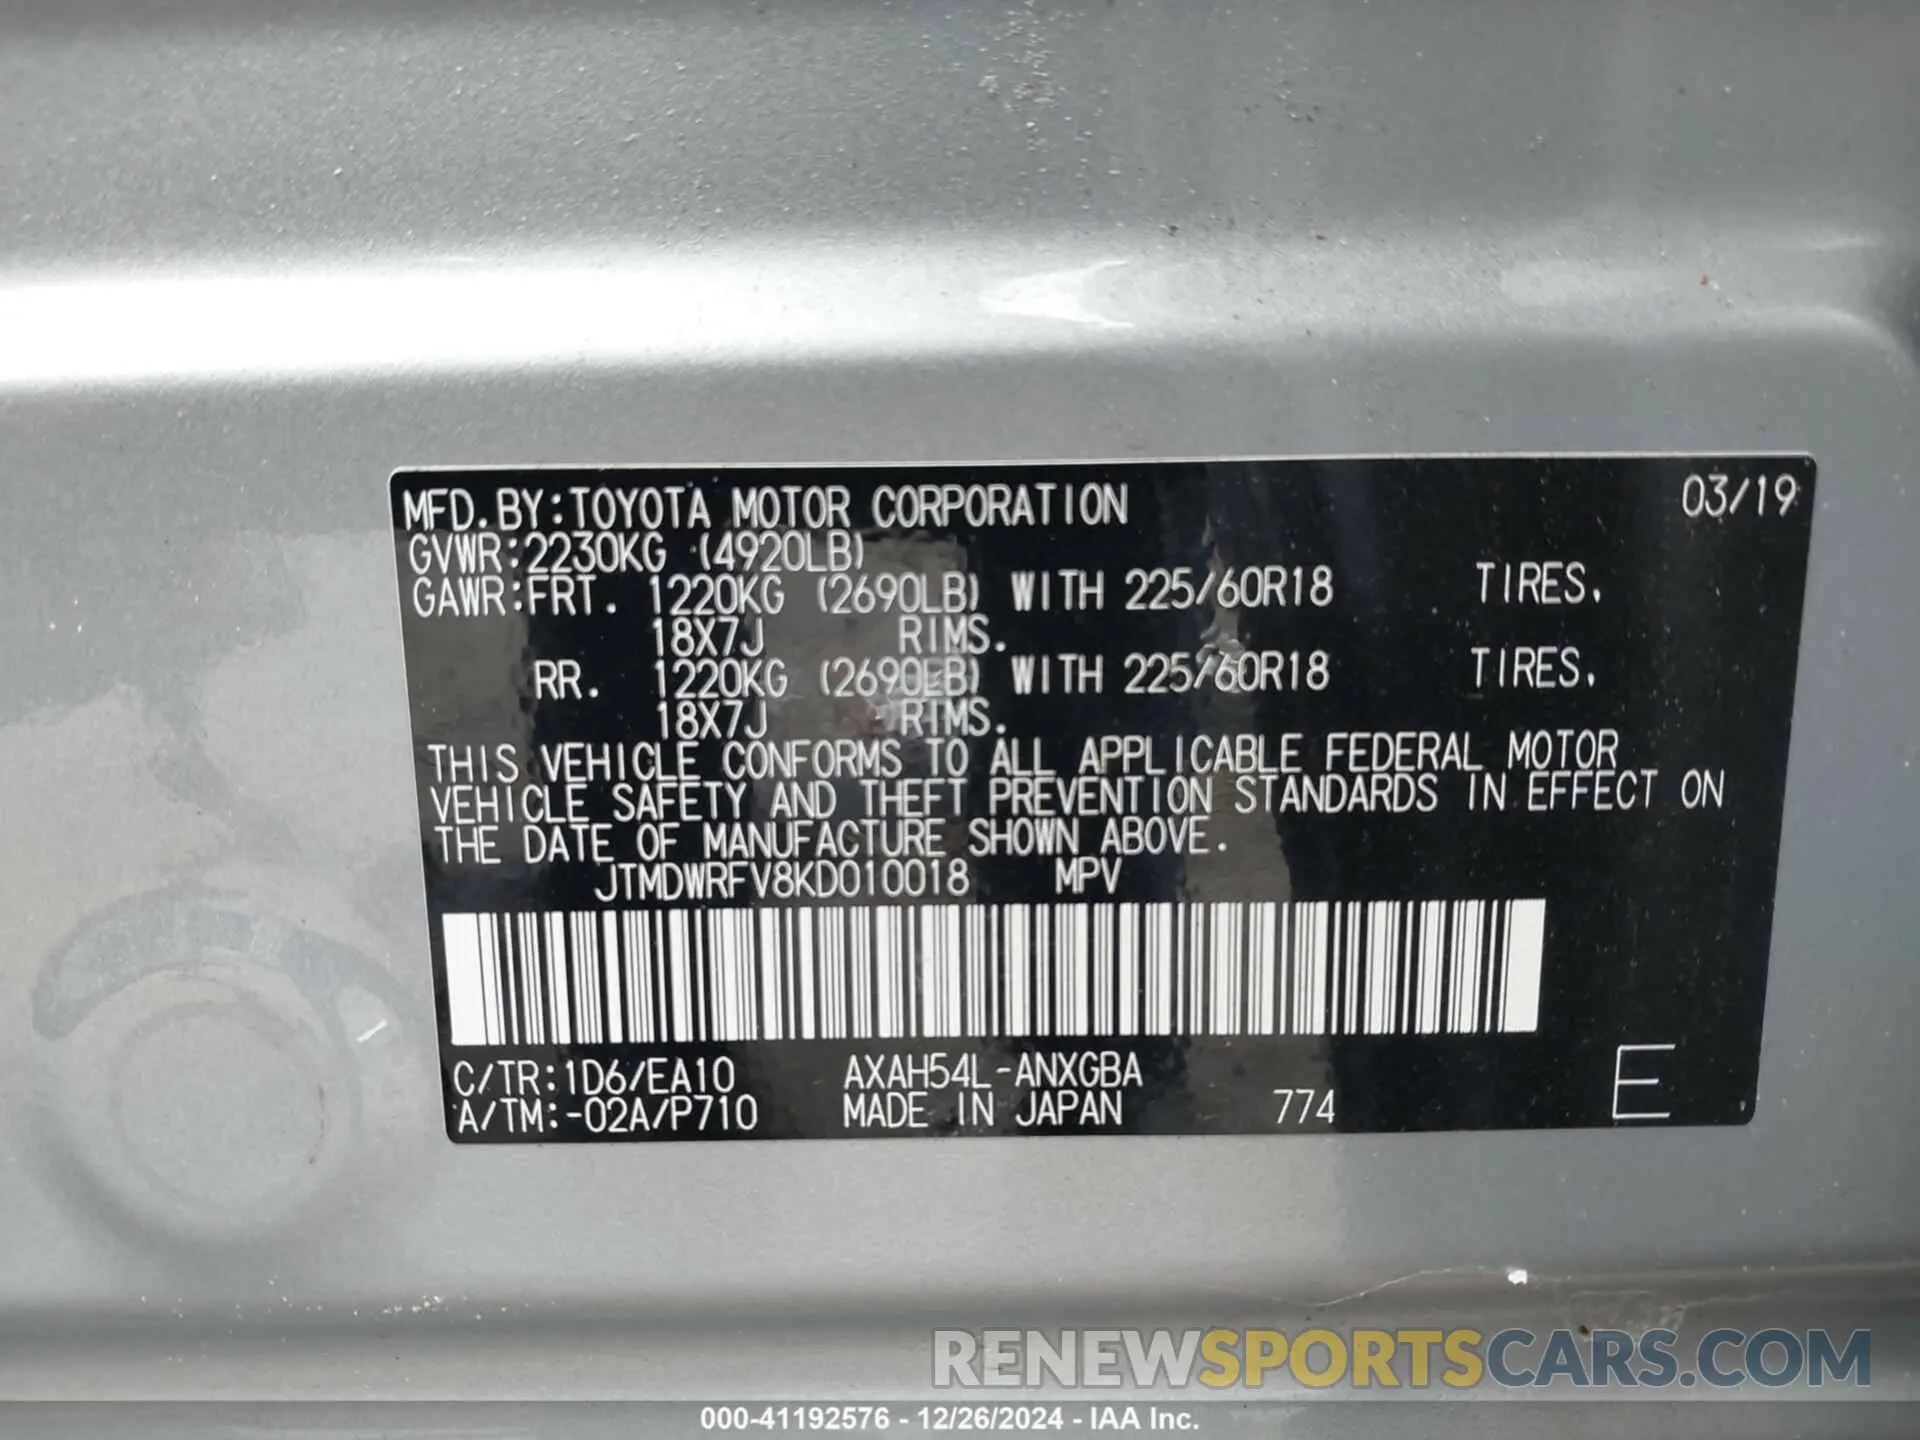 MFD.BY:TOYOTA MOTOR CORPORATION 03/19
GVWR:2230KG (4920LB)
GAWR:FRT. 1220KG (2690LB) WITH 225/60R18 TIRES.
18X7J RIMS.
RR. 1220KG (2690LB) WITH 225/60R18 TIRES.
18X7J RIMS.
THIS VEHICLE CONFORMS TO ALL APPLICABLE FEDERAL MOTOR
VEHICLE SAFETY AND THEFT PREVENTION STANDARDS IN EFFECT ON
THE DATE OF MANUFACTURE SHOWN ABOVE.
JTMDWRFV8KD010018 MPV
C/TR:1D6/EA10 AXAH54L-ANXGBA
A/TM:-02A/P710 MADE IN JAPAN 774 E
RENEWSPORTSCARS.COM
000-41192576 - 12/26/2024 - IAA Inc.